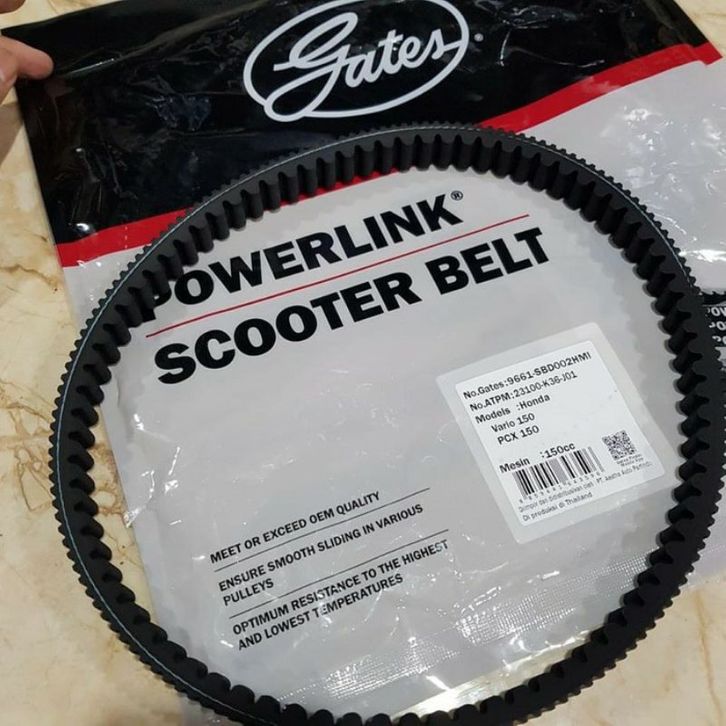 Gates®
POWERLINK®
SCOOTER BELT
No.Gates:9661-SBD002HMI
No.ATPM:23100-K36-J01
Models :Honda
Vario 150
PCX 150
Mesin :150cc
Di produksi di Thailand
MEET OR EXCEED OEM QUALITY
ENSURE SMOOTH SLIDING IN VARIOUS
PULLEYS
OPTIMUM RESISTANCE TO THE HIGHEST
AND LOWEST TEMPERATURES